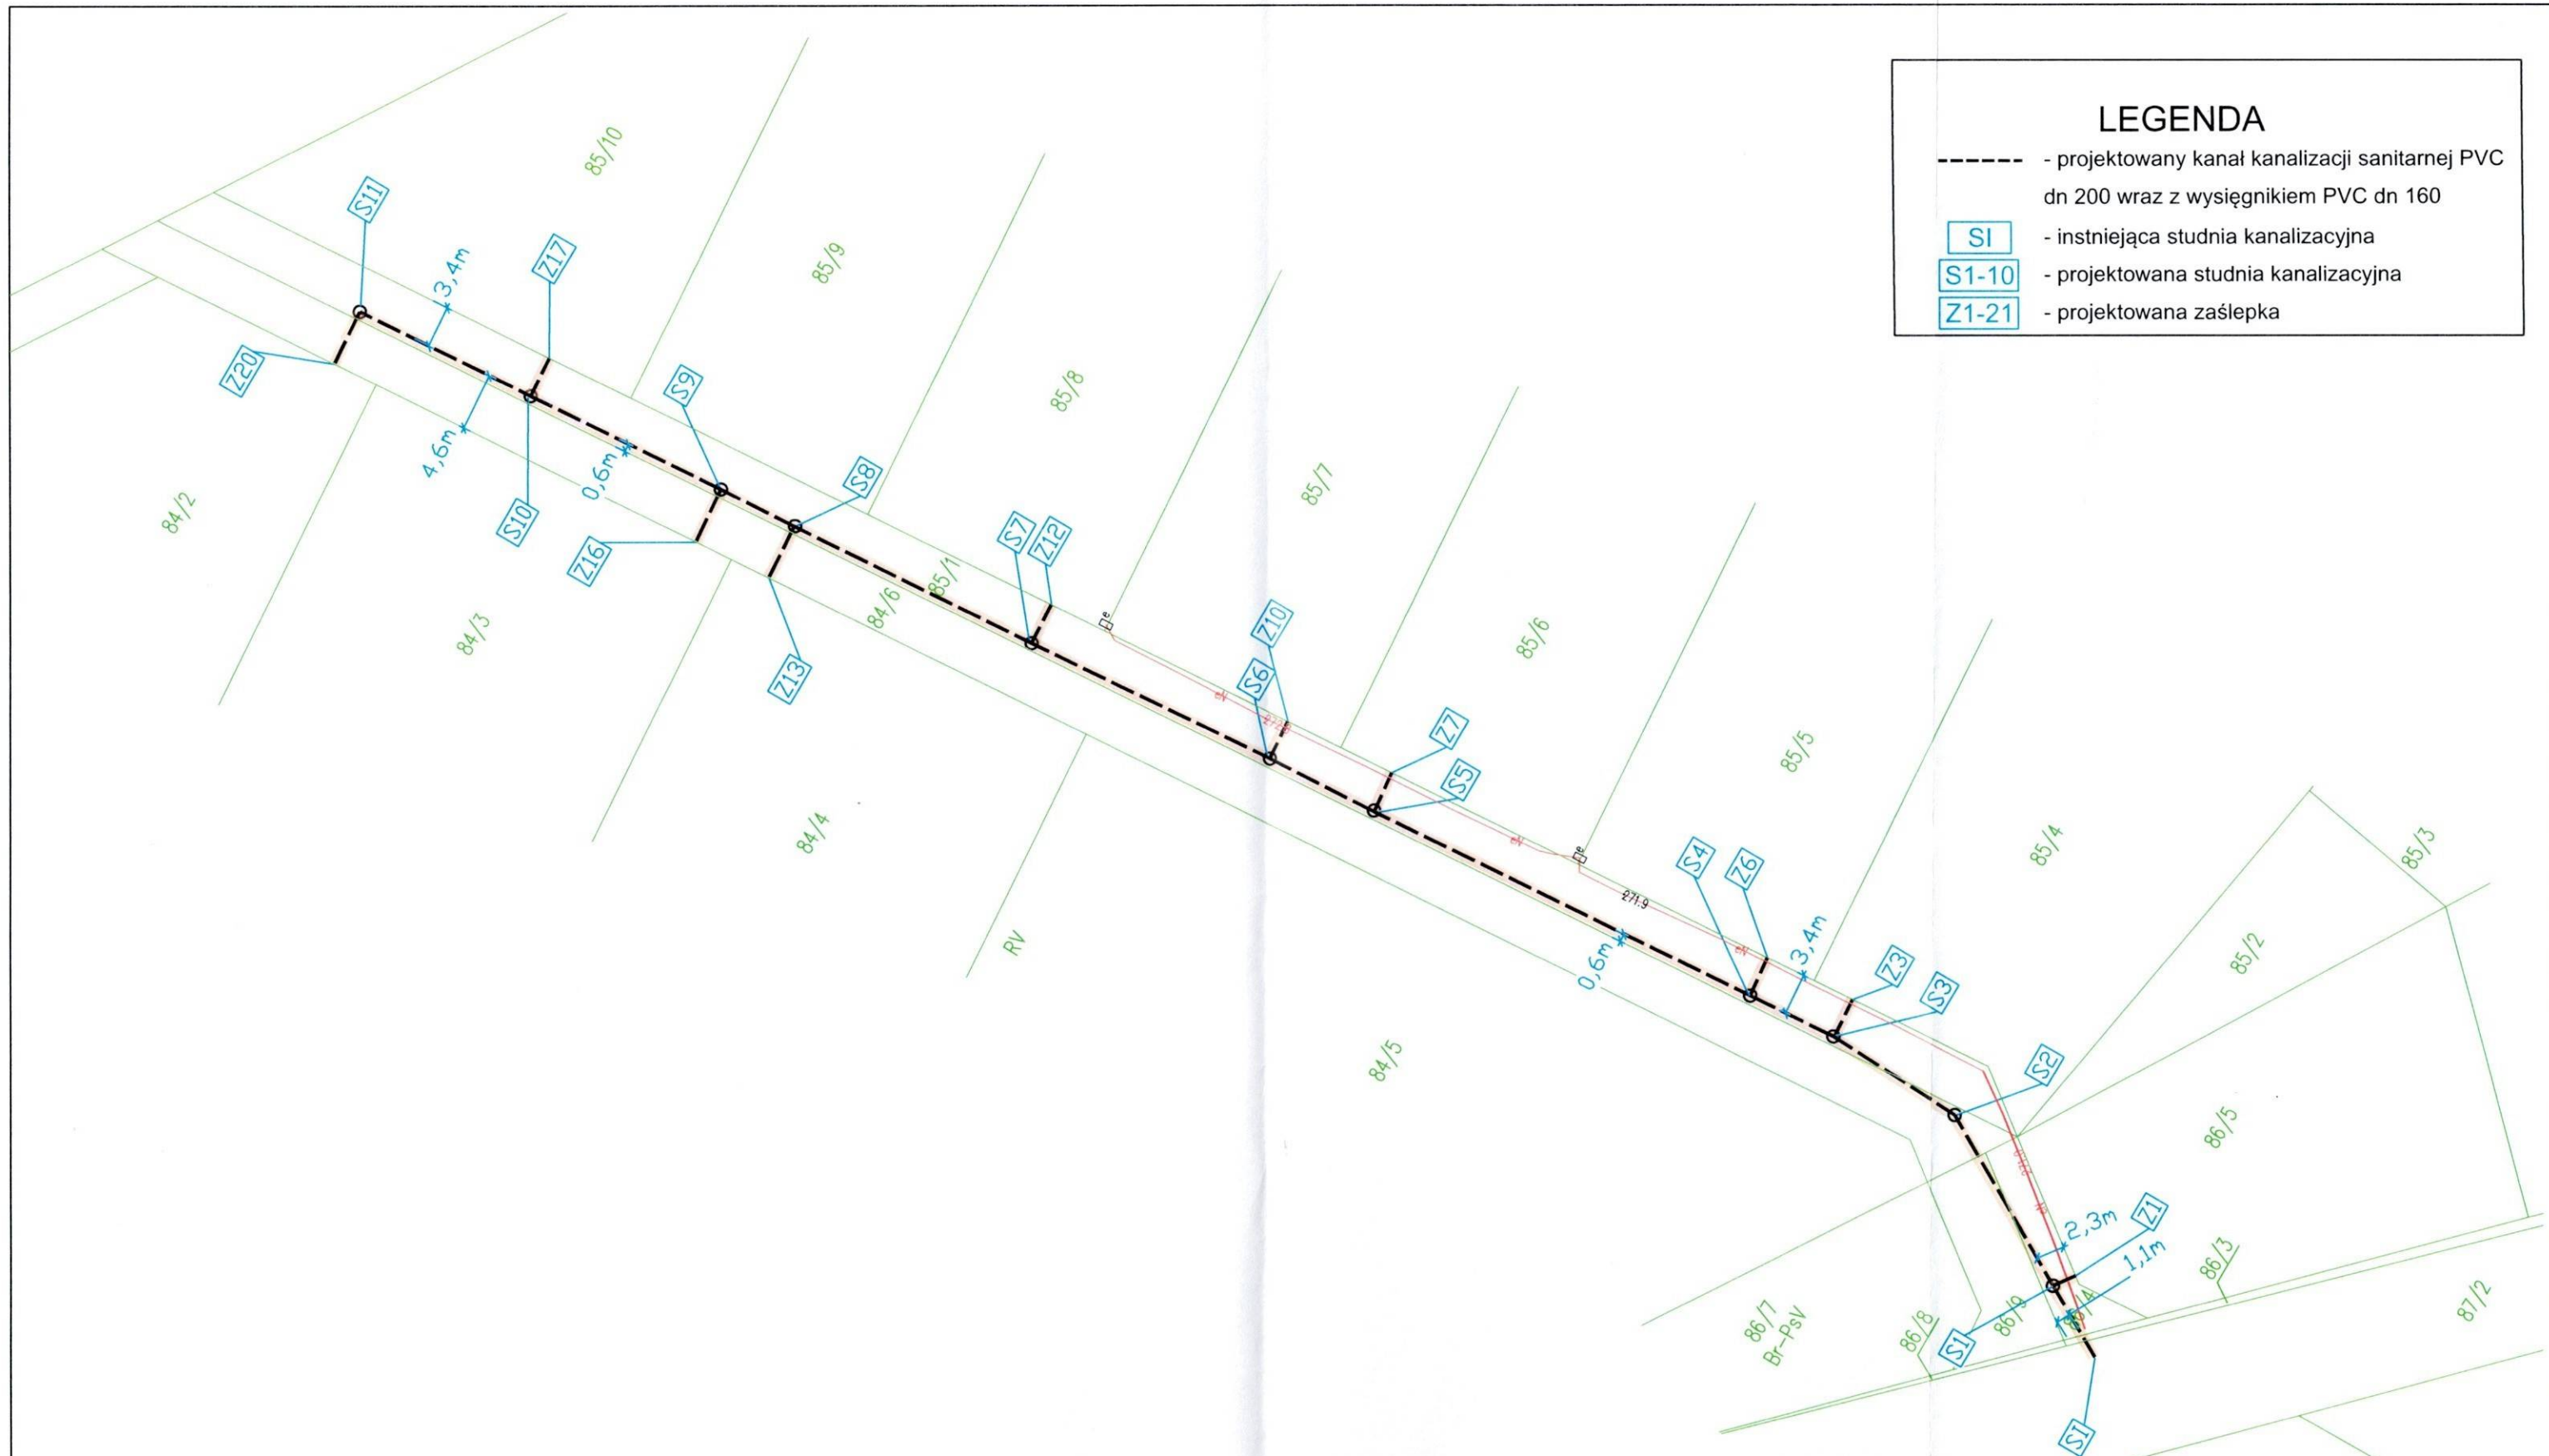 LEGENDA
- projektowany kanał kanalizacji sanitarnej PVC
dn 200 wraz z wysięgnikiem PVC dn 160
SI - instniejąca studnia kanalizacyjna
S1-10 - projektowana studnia kanalizacyjna
Z1-21 - projektowana zaślepka
85/10
S11
Z17
3,4m
85/9
Z20
S9
85/8
4,6m
0,6m
S8
85/7
84/2
S10
Z16
S7
Z12
85/1
84/6
e
84/3
Z10
85/6
Z13
S6
Z7
85/5
S5
84/4
e
85/4
85/3
S4
Z6
271.9
RV
3,4m
0,6m
Z3
S3
85/2
84/5
S2
86/5
Z1
2,3m
1,1m
86/3
86/7
Br-PsV
86/8
86/9
87/2
S1
SI